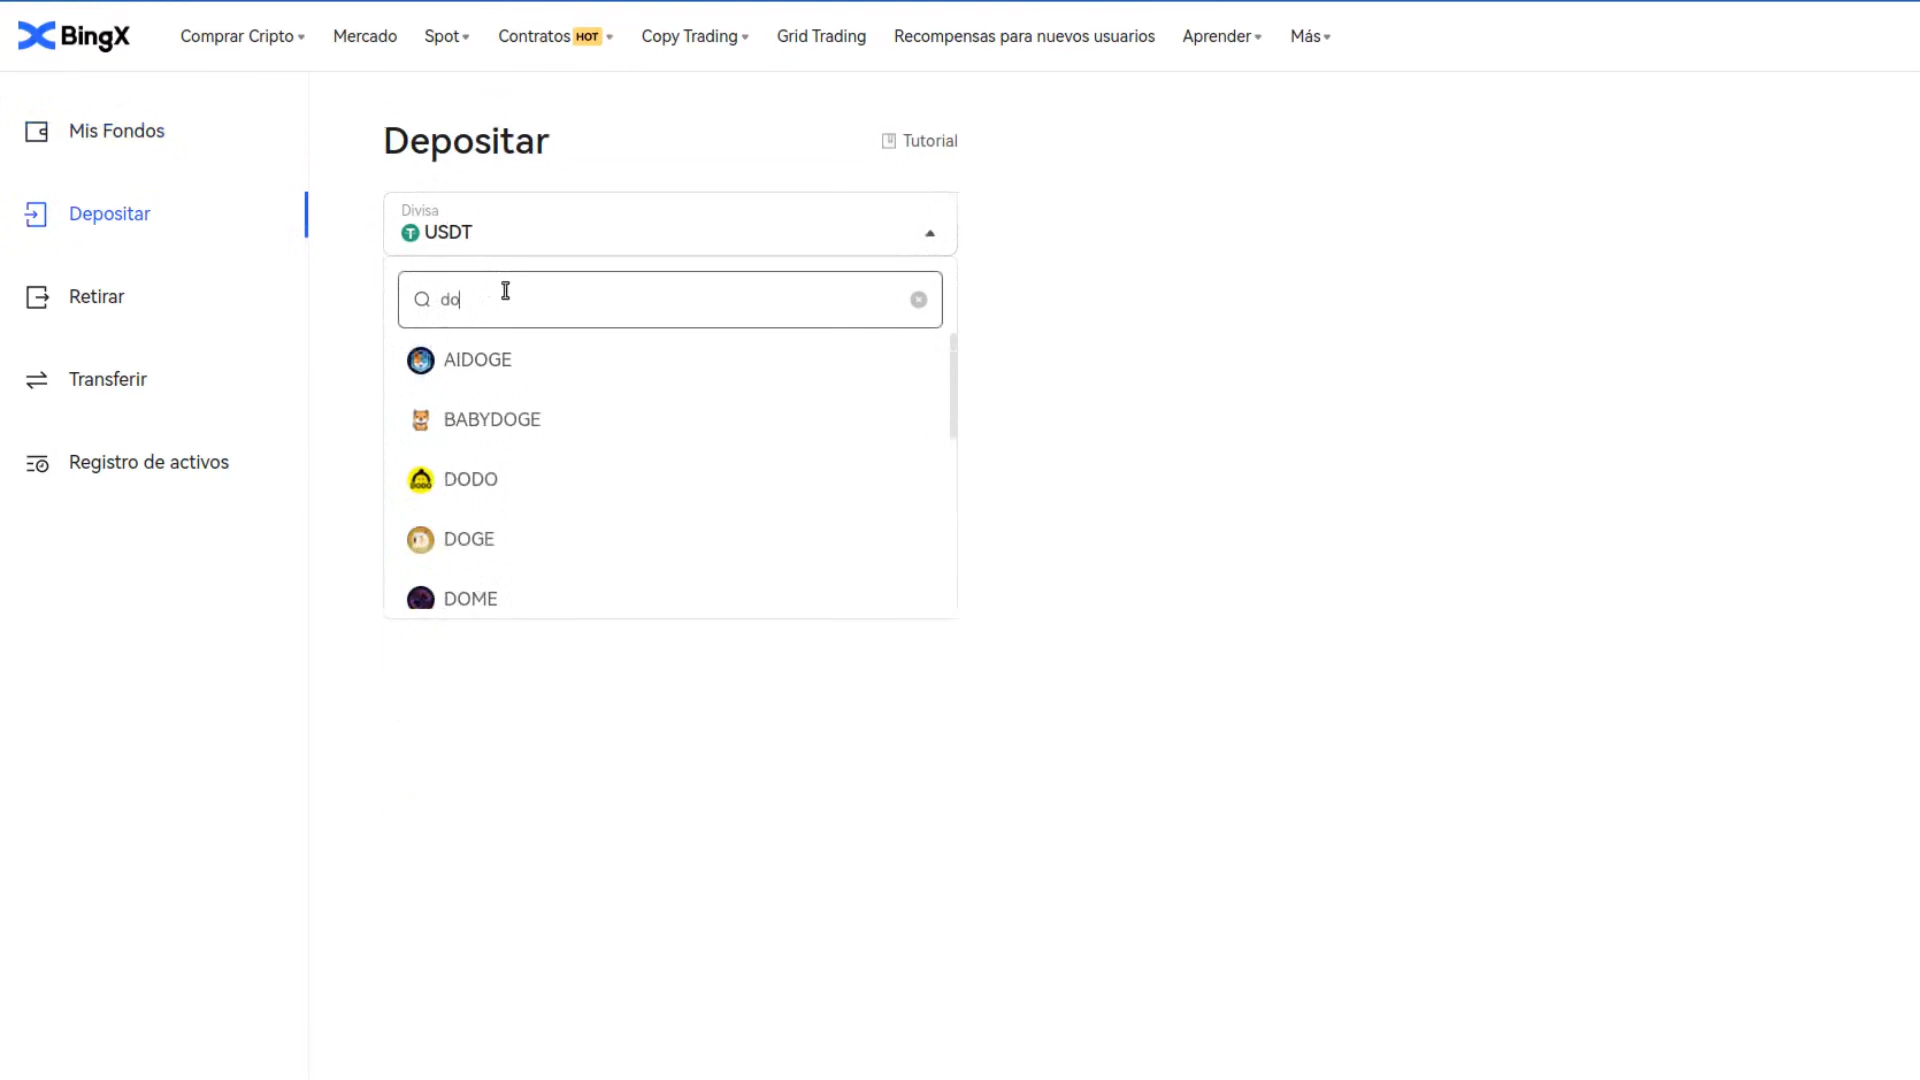 BingX
Comprar Cripto Mercado Spot Contratos HOT Copy Trading Grid Trading Recompensas para nuevos usuarios Aprender Más
Mis Fondos
Depositar
Retirar
Transferir
Registro de activos
Depositar
Tutorial
Divisa
USDT
do
AIDOGE
BABYDOGE
DODO
DOGE
DOME